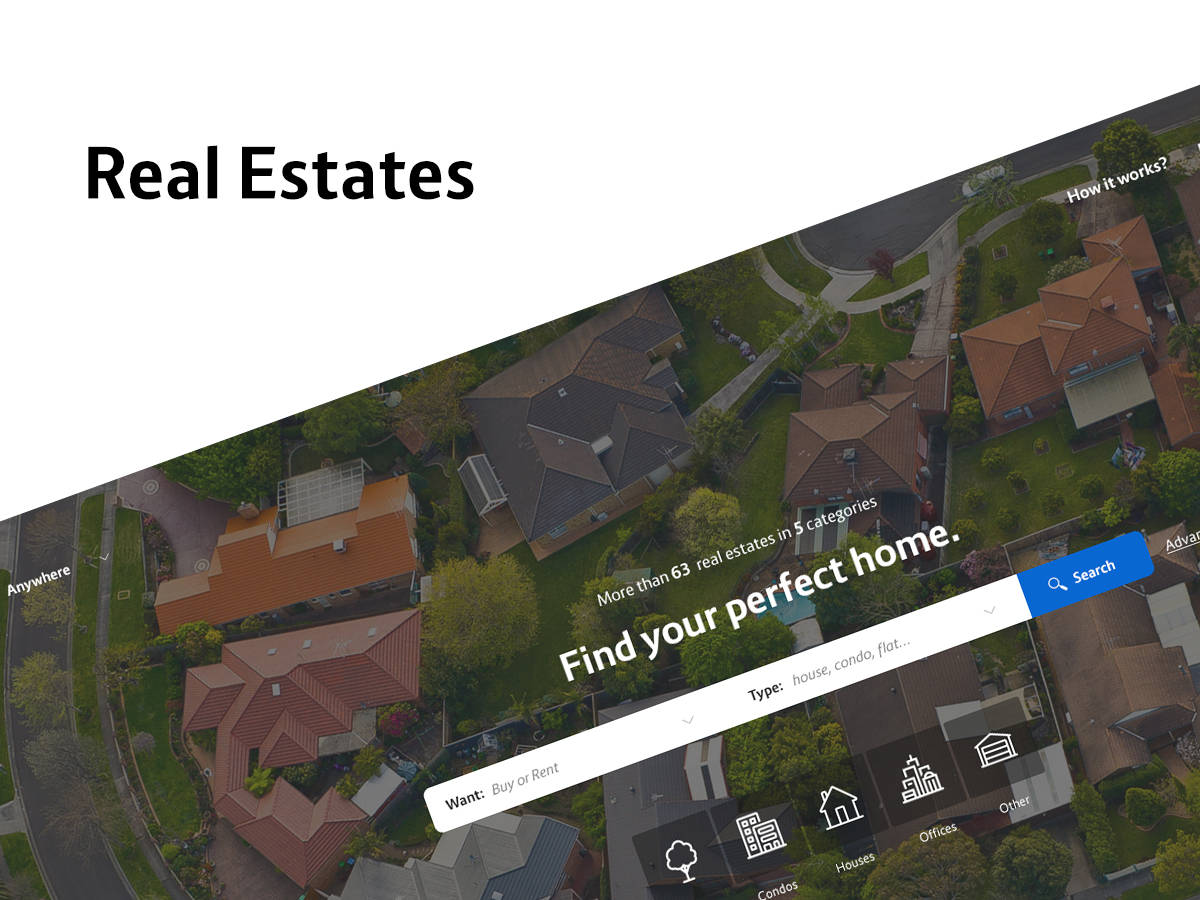 Real Estates
How it works?
Anywhere
More than 63 real estates in 5 categories
Find your perfect home.
Want: Buy or Rent
Type: house, condo, flat...
Search
Condos
Houses
Offices
Other